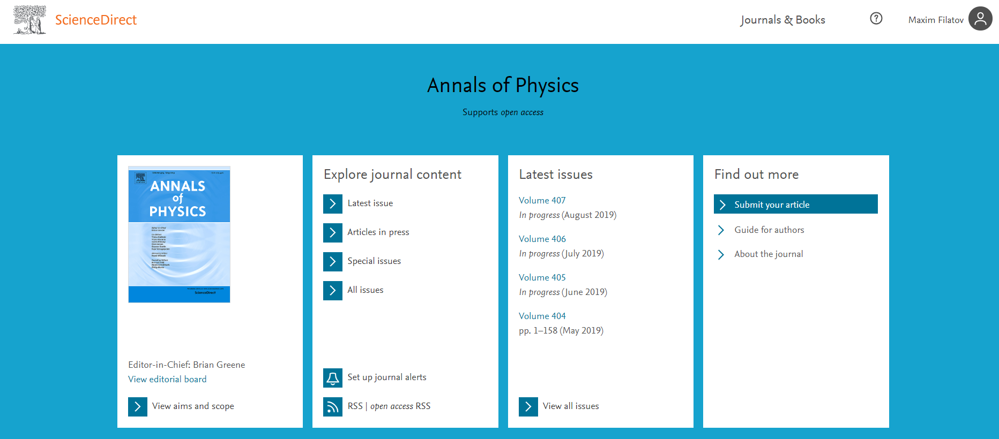 ScienceDirect
Journals & Books
?
Maxim Filatov
Annals of Physics
Supports open access
ANNALS
of
PHYSICS
ScienceDirect
Editor-in-Chief: Brian Greene
View editorial board
View aims and scope
Explore journal content
Latest issue
Articles in press
Special issues
All issues
Set up journal alerts
RSS | open access RSS
Latest issues
Volume 407
In progress (August 2019)
Volume 406
In progress (July 2019)
Volume 405
In progress (June 2019)
Volume 404
pp. 1–158 (May 2019)
View all issues
Find out more
Submit your article
Guide for authors
About the journal